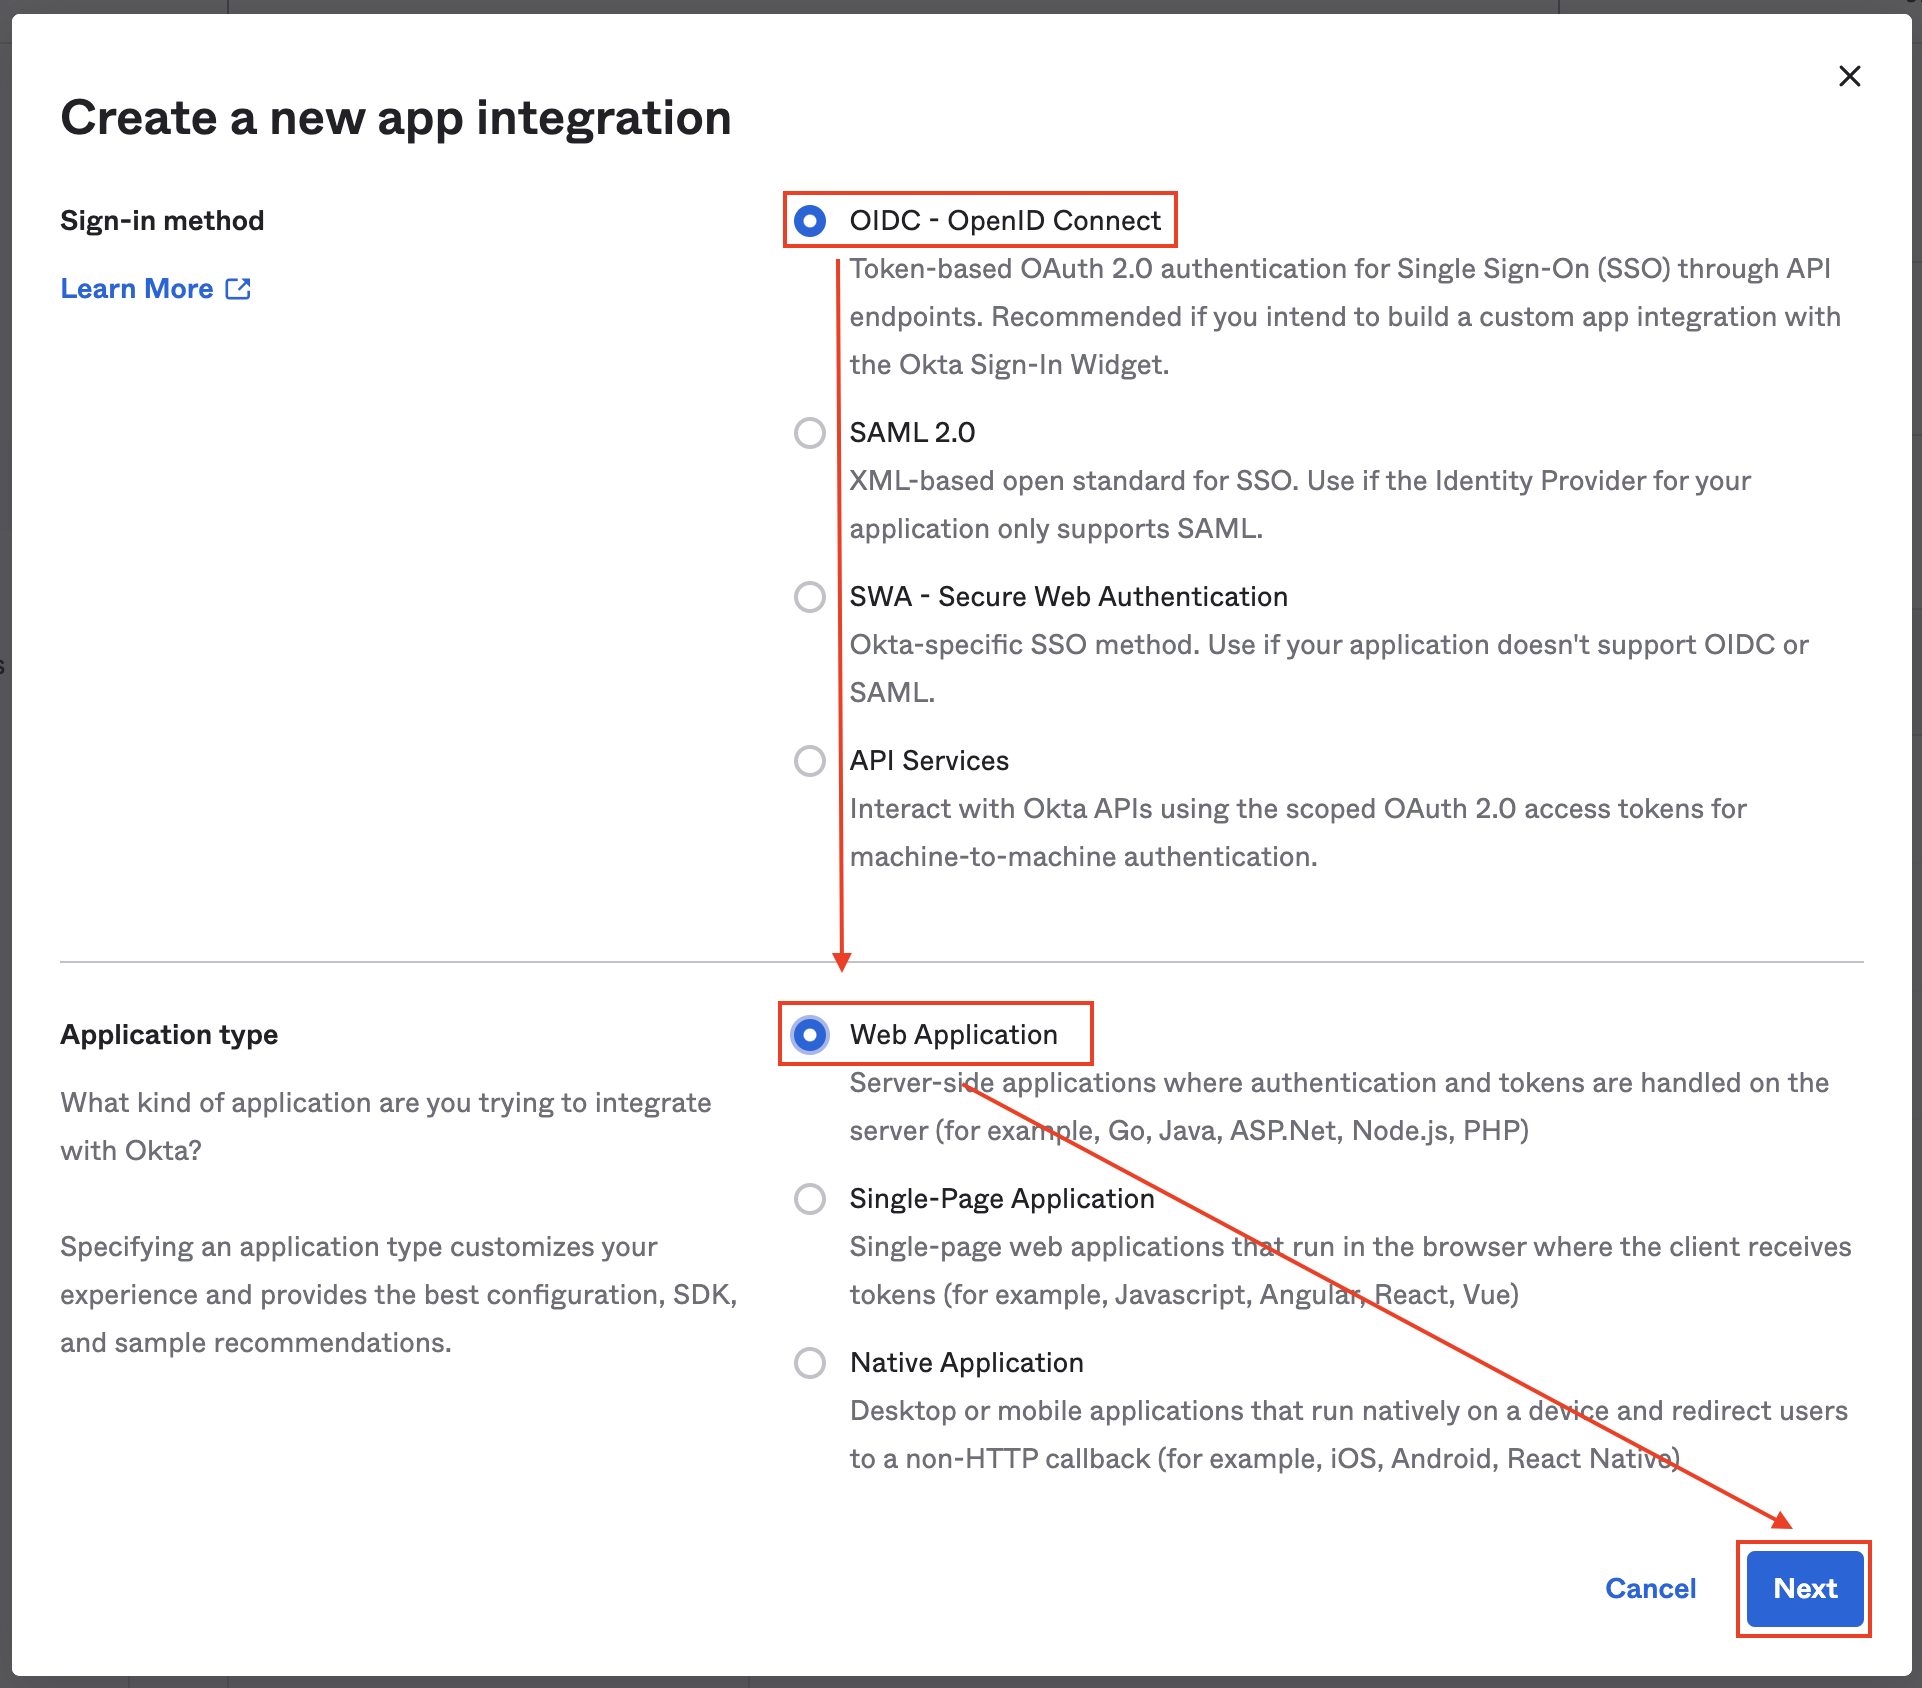 Create a new app integration
Sign-in method
Learn More
OIDC - OpenID Connect
Token-based OAuth 2.0 authentication for Single Sign-On (SSO) through API
endpoints. Recommended if you intend to build a custom app integration with
the Okta Sign-In Widget.
SAML 2.0
XML-based open standard for SSO. Use if the Identity Provider for your
application only supports SAML.
SWA - Secure Web Authentication
Okta-specific SSO method. Use if your application doesn't support OIDC or
SAML.
API Services
Interact with Okta APIs using the scoped OAuth 2.0 access tokens for
machine-to-machine authentication.
Application type
What kind of application are you trying to integrate
with Okta?
Specifying an application type customizes your
experience and provides the best configuration, SDK,
and sample recommendations.
Web Application
Server-side applications where authentication and tokens are handled on the
server (for example, Go, Java, ASP.Net, Node.js, PHP)
Single-Page Application
Single-page web applications that run in the browser where the client receives
tokens (for example, Javascript, Angular, React, Vue)
Native Application
Desktop or mobile applications that run natively on a device and redirect users
to a non-HTTP callback (for example, iOS, Android, React Native)
Cancel
Next